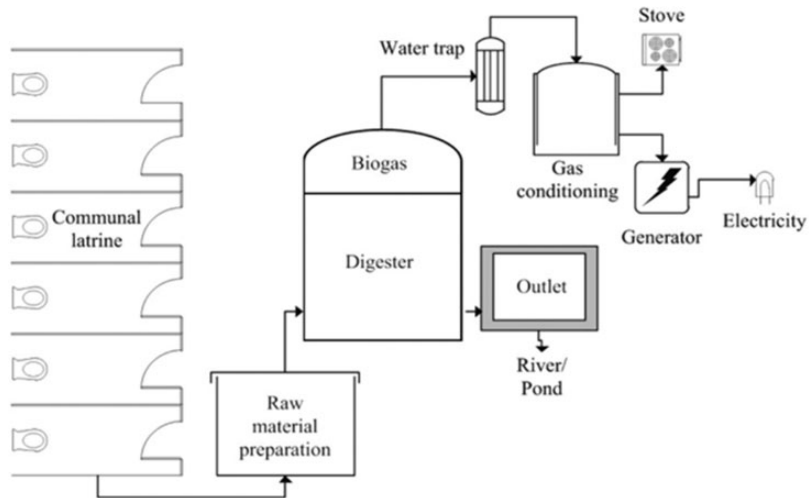 Stove
Water trap
Biogas
Gas
conditioning
Communal
latrine
Electricity
Generator
Digester
Outlet
River/
Pond
Raw
material
preparation